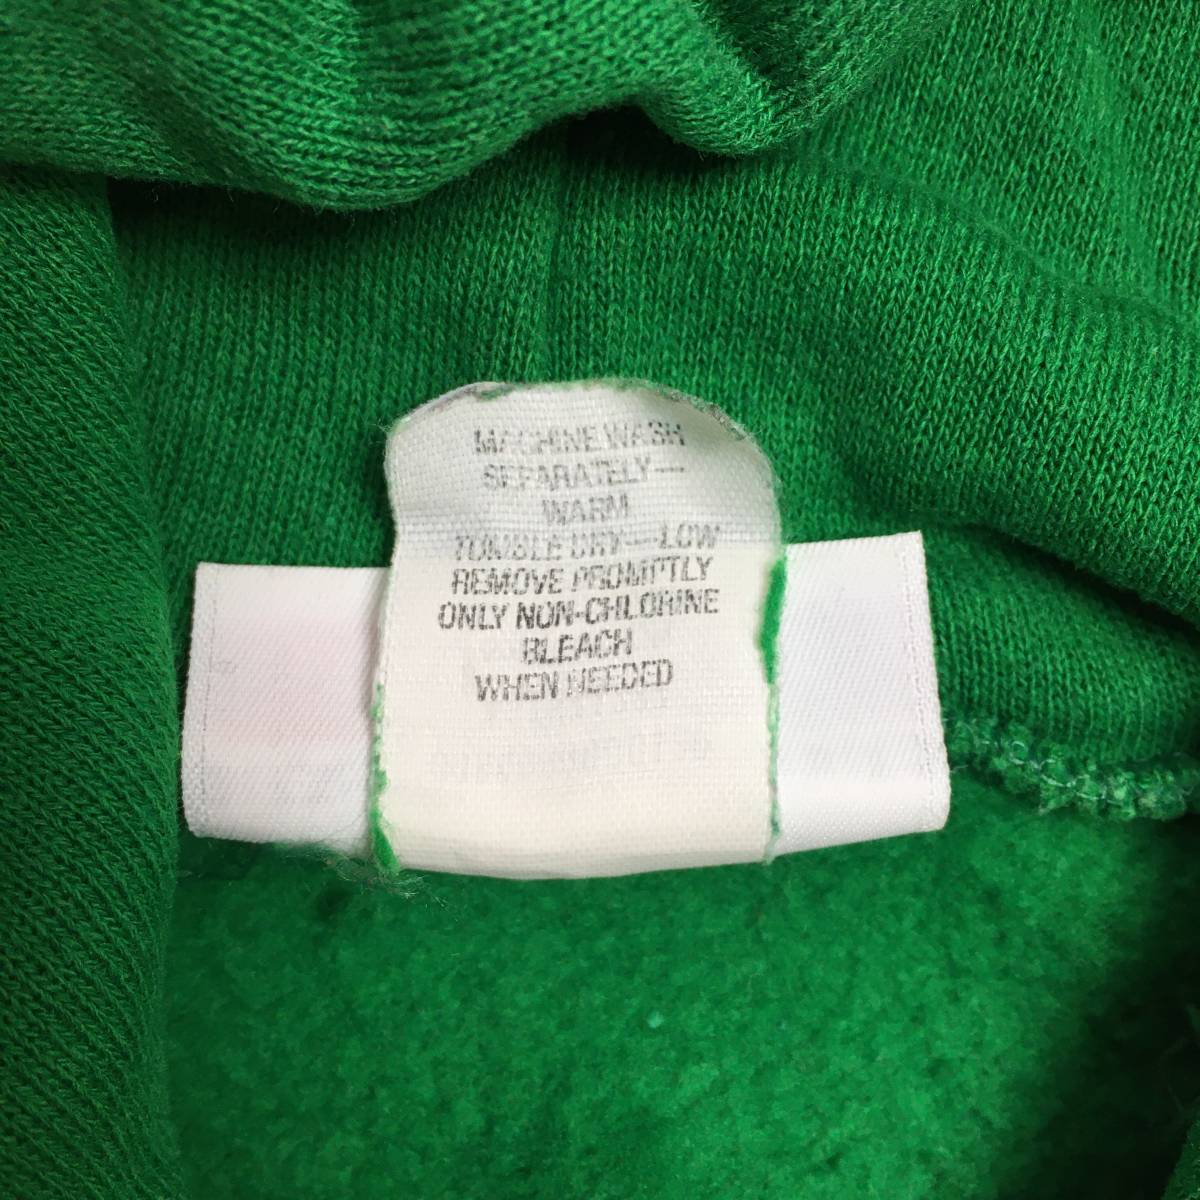 MACHINE WASH
SEPARATELY—
WARM
TUMBLE DRY—LOW
REMOVE PROMPTLY
ONLY NON-CHLORINE
BLEACH
WHEN NEEDED